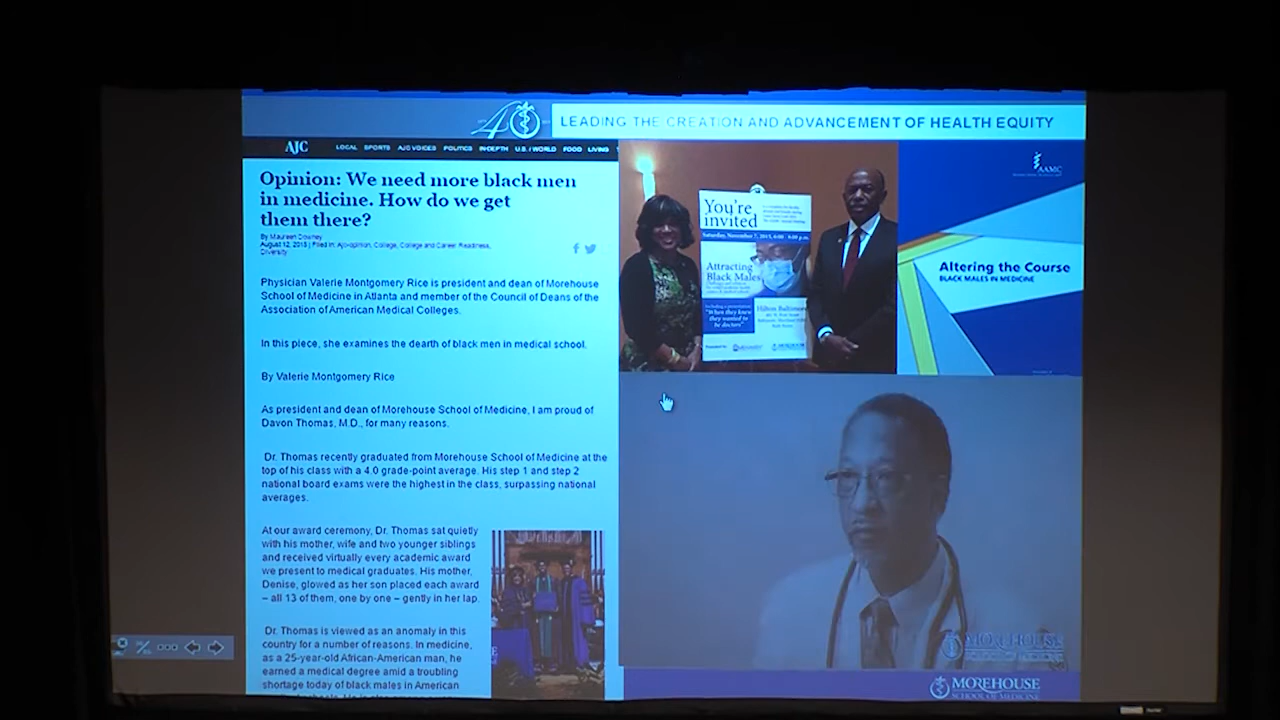 40
LEADING THE CREATION AND ADVANCEMENT OF HEALTH EQUITY
AJC LOCAL SPORTS AJC VOICES POLITICS IN-DEPTH U.S. / WORLD FOOD LIVING
Opinion: We need more black men
in medicine. How do we get
them there?
By Maureen Downey
August 12, 2015 | Filed in: Ajc-opinion, College, College and Career Readiness,
Diversity
Physician Valerie Montgomery Rice is president and dean of Morehouse
School of Medicine in Atlanta and member of the Council of Deans of the
Association of American Medical Colleges.
In this piece, she examines the dearth of black men in medical school.
By Valerie Montgomery Rice
As president and dean of Morehouse School of Medicine, I am proud of
Davon Thomas, M.D., for many reasons.
Dr. Thomas recently graduated from Morehouse School of Medicine at the
top of his class with a 4.0 grade-point average. His step 1 and step 2
national board exams were the highest in the class, surpassing national
averages.
At our award ceremony, Dr. Thomas sat quietly
with his mother, wife and two younger siblings
and received virtually every academic award
we present to medical graduates. His mother,
Denise, glowed as her son placed each award
– all 13 of them, one by one – gently in her lap.
Dr. Thomas is viewed as an anomaly in this
country for a number of reasons. In medicine,
as a 25-year-old African-American man, he
earned a medical degree amid a troubling
shortage today of black males in American
You're
invited
Saturday, November 7, 2015, 6:00 - 8:00 p.m.
Attracting
Black Males
Including a presentation:
"When they knew
they wanted to
be doctors"
Hilton Baltimore
AAMC
Altering the Course
BLACK MALES IN MEDICINE
MOREHOUSE
SCHOOL OF MEDICINE
MOREHOUSE
SCHOOL OF MEDICINE